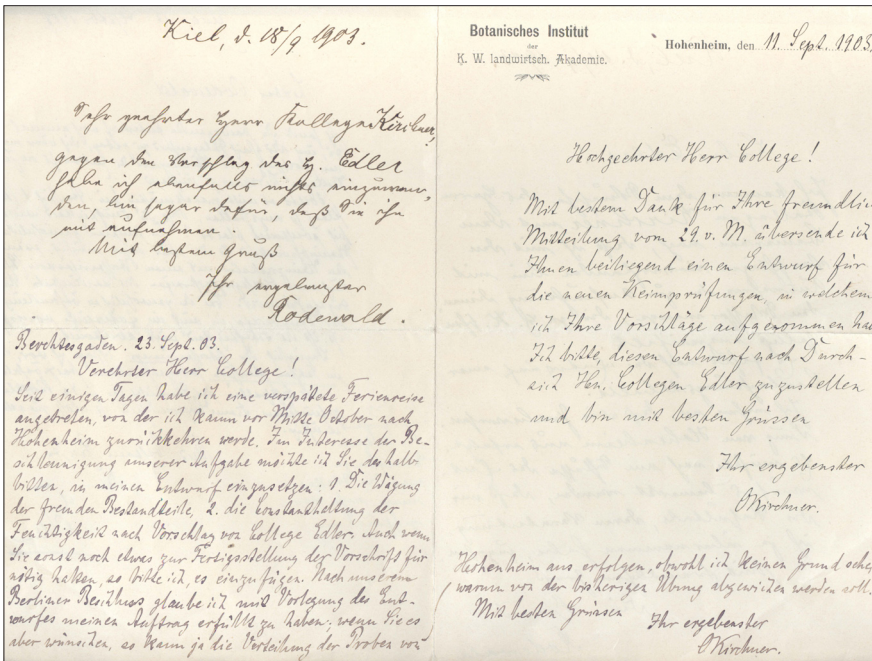 Kiel, d. 18/9 1903.
Sehr geehrter Herr Kollege Kirchner,
gegen den Vorschlag des H. Edler
habe ich ebenfalls nichts einzuwen-
den, bin sogar dafür, daß Sie ihn
mit aufnehmen.
Mit bestem Gruß
Ihr ergebenster
Rodewald.
Berchtesgaden. 23. Sept. 03.
Verehrter Herr College!
Seit einigen Tagen habe ich eine verspätete Ferienreise
angetreten, von der ich kaum vor Mitte October nach
Hohenheim zurückkehren werde. Im Interesse der Be-
schleunigung unserer Aufgabe möchte ich Sie deshalb
bitten, in meinen Entwurf einzusetzen: 1. Die Wägung
der fremden Bestandteile, 2. die Constanthaltung der
Feuchtigkeit nach Vorschlag von College Edler. Auch wenn
Sie sonst noch etwas zur Fertigstellung der Vorschrift für
nötig halten, so bitte ich, es einzufügen. Nach unserem
Berliner Beschluss glaube ich mit Vorlegung des Ent-
wurfes meinen Auftrag erfüllt zu haben; wenn Sie es
aber wünschen, so kann ja die Verteilung der Proben von
Botanisches Institut
der
K. W. landwirtsch. Akademie.
Hohenheim, den 11. Sept. 1903.
Hochgeehrter Herr College!
Mit bestem Dank für Ihre freundlic
Mitteilung vom 29. v. M. übersende ich
Ihnen beiliegend einen Entwurf für
die neuen Keimprüfungen, in welchem
ich Ihre Vorschläge aufgenommen ha
Ich bitte, diesen Entwurf nach Durch-
sicht Hn. Collegen Edler zuzustellen
und bin mit besten Grüssen
Ihr ergebenster
OKirchner.
Hohenheim aus erfolgen, obwohl ich keinen Grund sehe,
warum von der bisherigen Übung abgewichen werden soll.
Mit besten Grüssen
Ihr ergebenster
OKirchner.